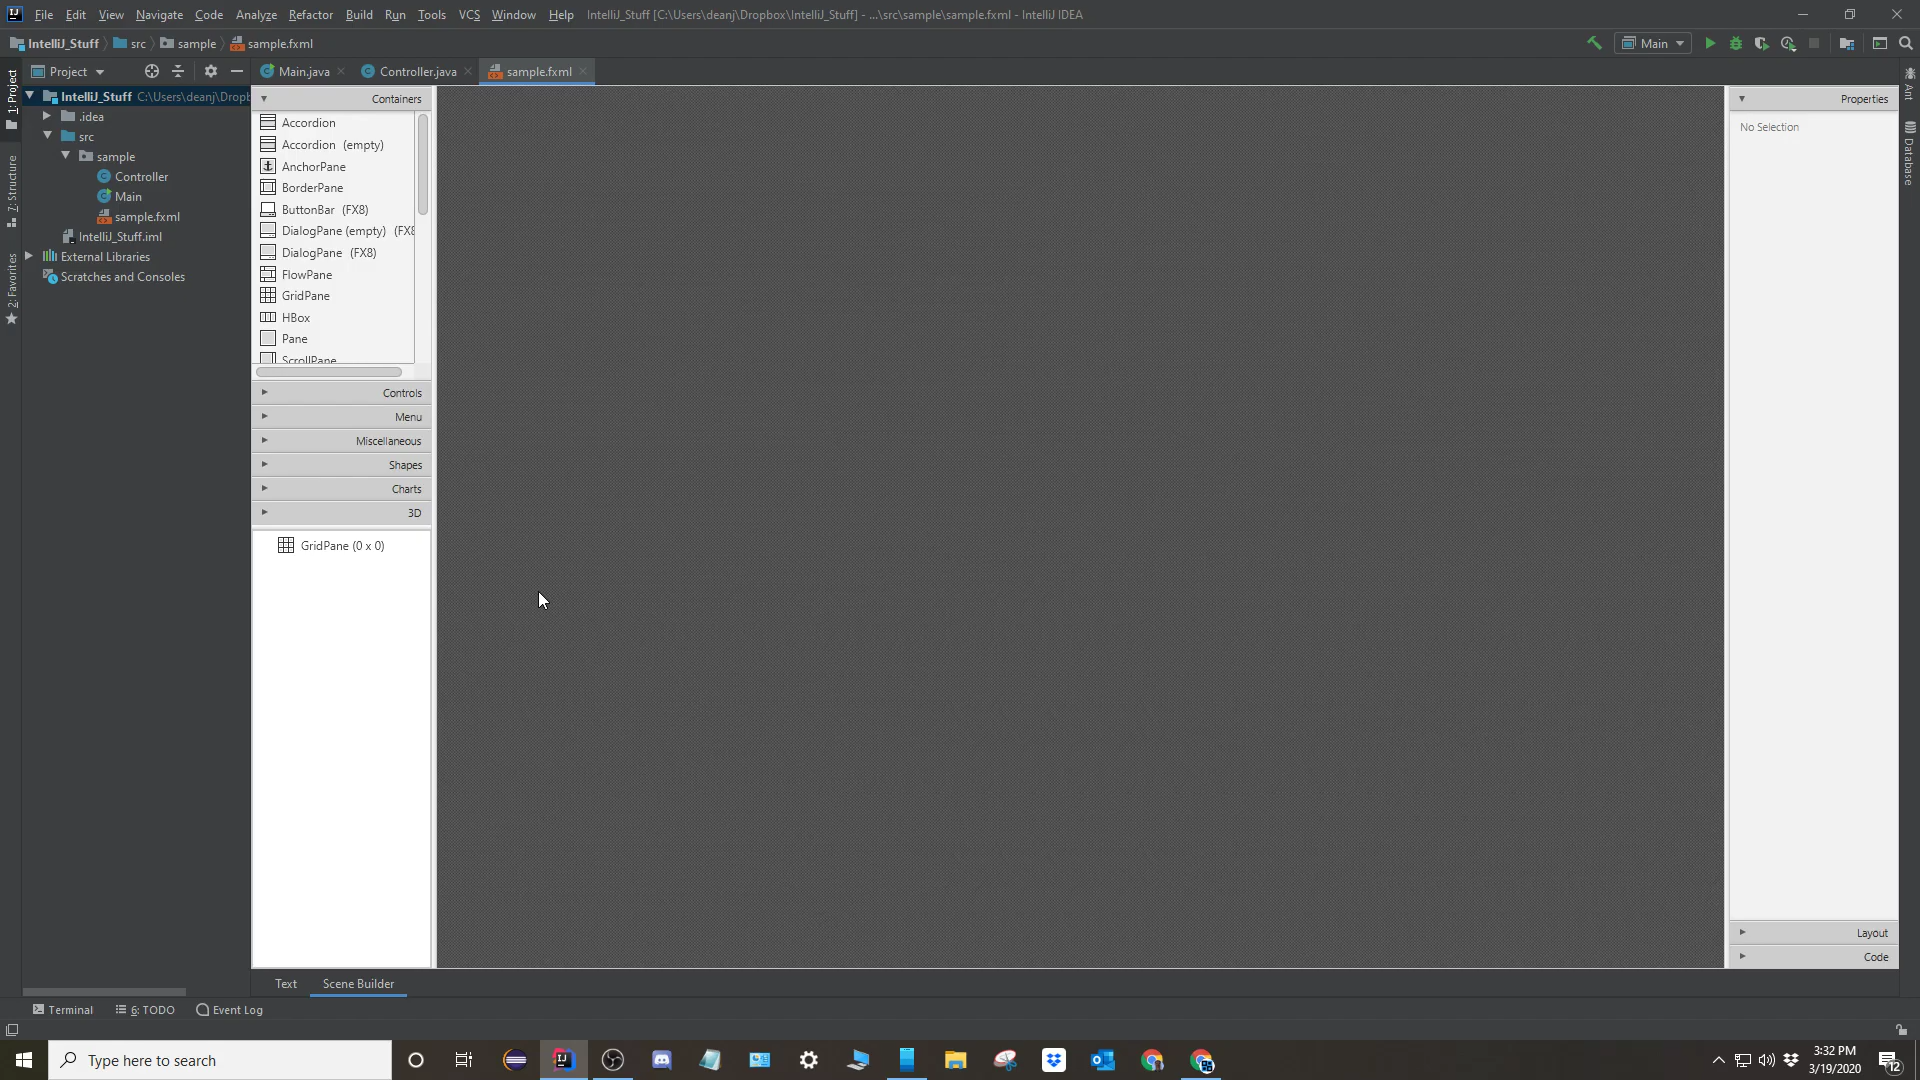 File Edit View Navigate Code Analyze Refactor Build Run Tools VCS Window Help IntelliJ_Stuff [C:\Users\deanj\Dropbox\IntelliJ_Stuff] - ...\src\sample\sample.fxml - IntelliJ IDEA
IntelliJ_Stuff src sample sample.fxml Main
Project Main.java Controller.java sample.fxml
1: Project
7: Structure
2: Favorites
IntelliJ_Stuff C:\Users\deanj\Dropb
.idea
src
sample
Controller
Main
sample.fxml
IntelliJ_Stuff.iml
External Libraries
Scratches and Consoles
Containers
Accordion
Accordion (empty)
AnchorPane
BorderPane
ButtonBar (FX8)
DialogPane (empty) (FX8
DialogPane (FX8)
FlowPane
GridPane
HBox
Pane
ScrollPane
Controls
Menu
Miscellaneous
Shapes
Charts
3D
GridPane (0 x 0)
Properties
No Selection
Layout
Code
Ant
Database
Text Scene Builder
Terminal 6: TODO Event Log
Type here to search
3:32 PM
3/19/2020
12